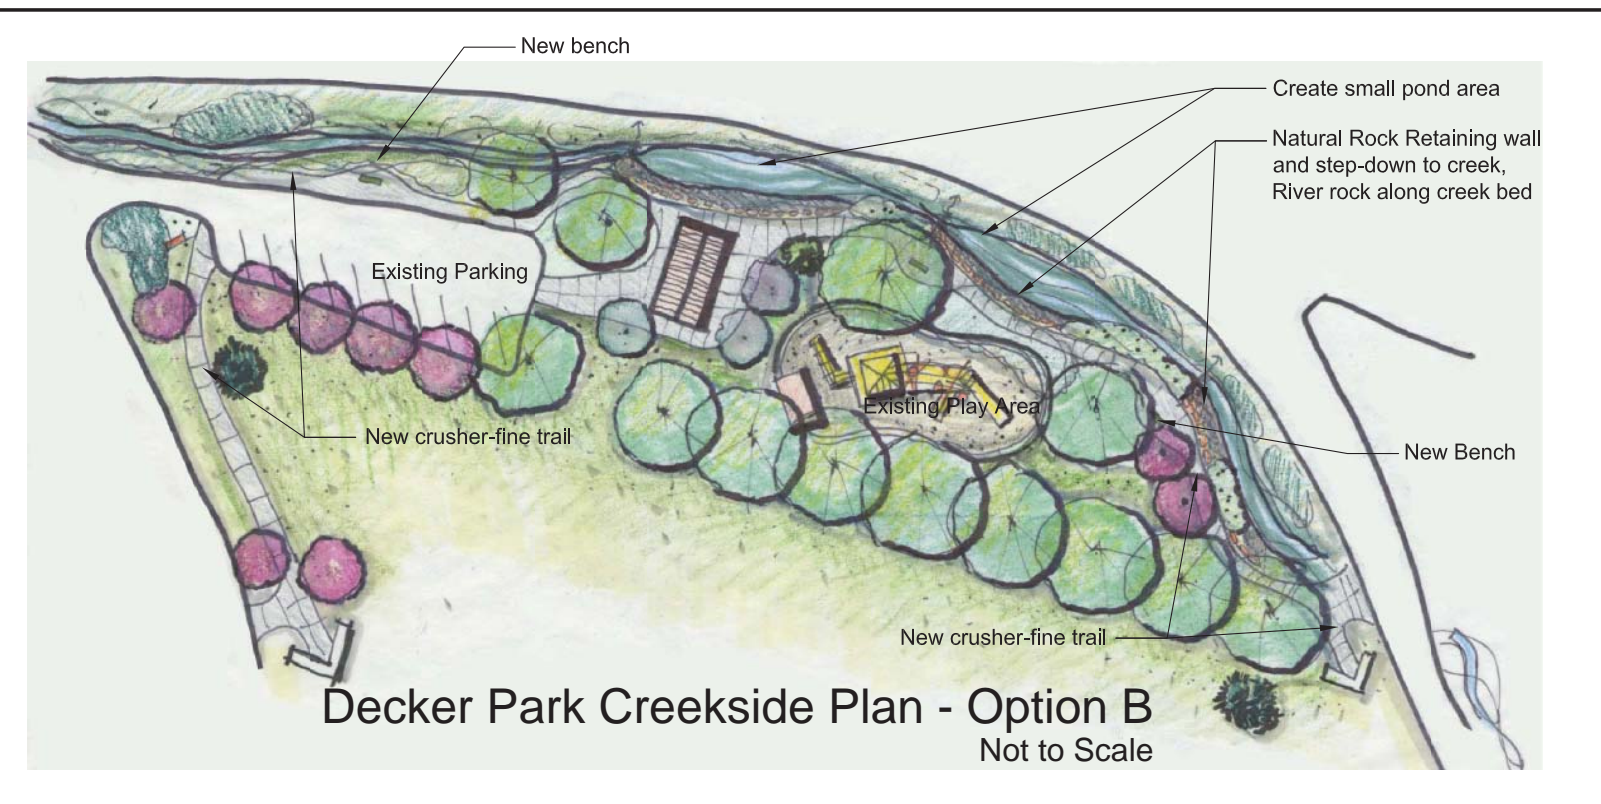 New bench
Create small pond area
Natural Rock Retaining wall
and step-down to creek,
River rock along creek bed
Existing Parking
Existing Play Area
New crusher-fine trail
New Bench
New crusher-fine trail
Decker Park Creekside Plan - Option B
Not to Scale